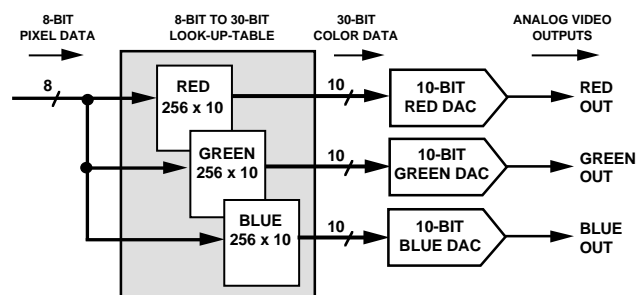 8-BIT
PIXEL DATA
8-BIT TO 30-BIT
LOOK-UP-TABLE
30-BIT
COLOR DATA
ANALOG VIDEO
OUTPUTS
8
RED
256 x 10
10
10-BIT
RED DAC
RED
OUT
GREEN
256 x 10
10
10-BIT
GREEN DAC
GREEN
OUT
BLUE
256 x 10
10
10-BIT
BLUE DAC
BLUE
OUT